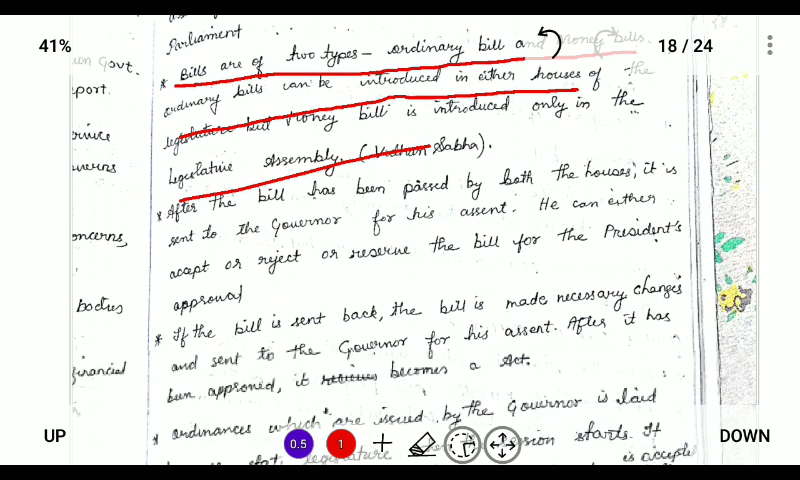 41%
18 / 24
Parliament
* Bills are of two types - ordinary bill and Money bills.
ordinary bills can be introduced in either houses of the
legislature but Money bill is introduced only in the
Legislative Assembly. (Vidhan Sabha).
* After the bill has been passed by both the houses, it is
sent to the Governor for his assent. He can either
accept or reject or reserve the bill for the President's
approval
* If the bill is sent back, the bill is made necessary changes
and sent to the Governor for his assent. After it has
been approved, it becomes a Act.
* ordinances which are issued by the Governor is laid
legislature session starts. If
is accepte
ion Govt.
port.
ervice
uverns
oncerns,
bodies
financial
UP
0.5
1
DOWN